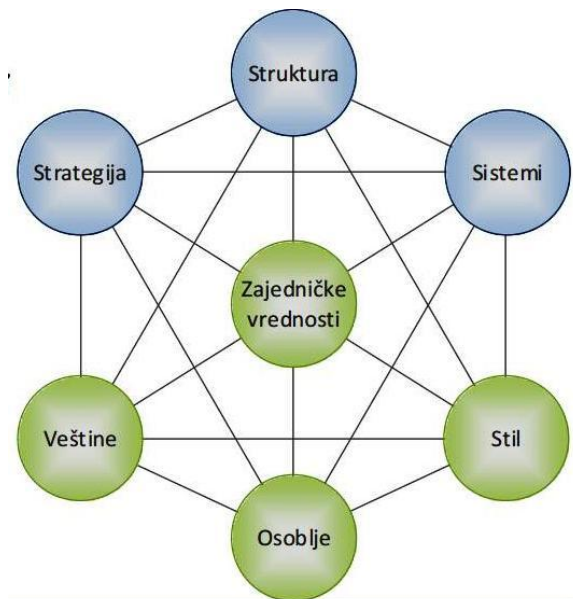 Struktura
Strategija
Sistemi
Zajedničke
vrednosti
Veštine
Stil
Osoblje